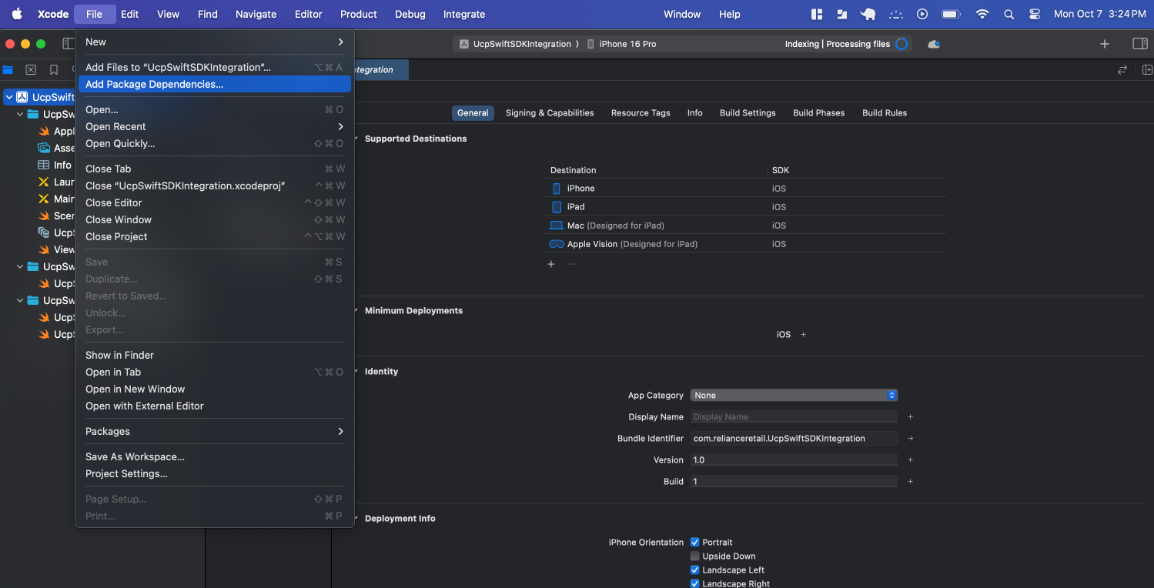 Xcode File Edit View Find Navigate Editor Product Debug Integrate Window Help Mon Oct 7 3:24PM
UcpSwiftSDKIntegration ⟩ iPhone 16 Pro Indexing | Processing files
New
Add Files to “UcpSwiftSDKIntegration”... ⌥⌘A
Add Package Dependencies...
Open... ⌘O
Open Recent
Open Quickly... ⇧⌘O
Close Tab ⌘W
Close “UcpSwiftSDKIntegration.xcodeproj” ^⌘W
Close Editor ^⇧⌘W
Close Window ⇧⌘W
Close Project ^⌥⌘W
Save ⌘S
Duplicate... ⇧⌘S
Revert to Saved...
Unlock...
Export...
Show in Finder
Open in Tab ⌥⌘O
Open in New Window
Open with External Editor
Packages
Save As Workspace...
Project Settings...
Page Setup... ⇧⌘P
Print... ⌘P
UcpSwift
UcpSw
Appl
Asse
Info
Laun
Main
Scen
UcpS
View
UcpSw
UcpS
UcpSw
UcpS
UcpS
ntegration
General Signing & Capabilities Resource Tags Info Build Settings Build Phases Build Rules
Supported Destinations
Destination SDK
iPhone iOS
iPad iOS
Mac (Designed for iPad) iOS
Apple Vision (Designed for iPad) iOS
+ −
Minimum Deployments
iOS +
Identity
App Category None
Display Name Display Name +
Bundle Identifier com.relianceretail.UcpSwiftSDKIntegration →
Version 1.0 +
Build 1 +
Deployment Info
iPhone Orientation Portrait
Upside Down
Landscape Left
Landscape Right